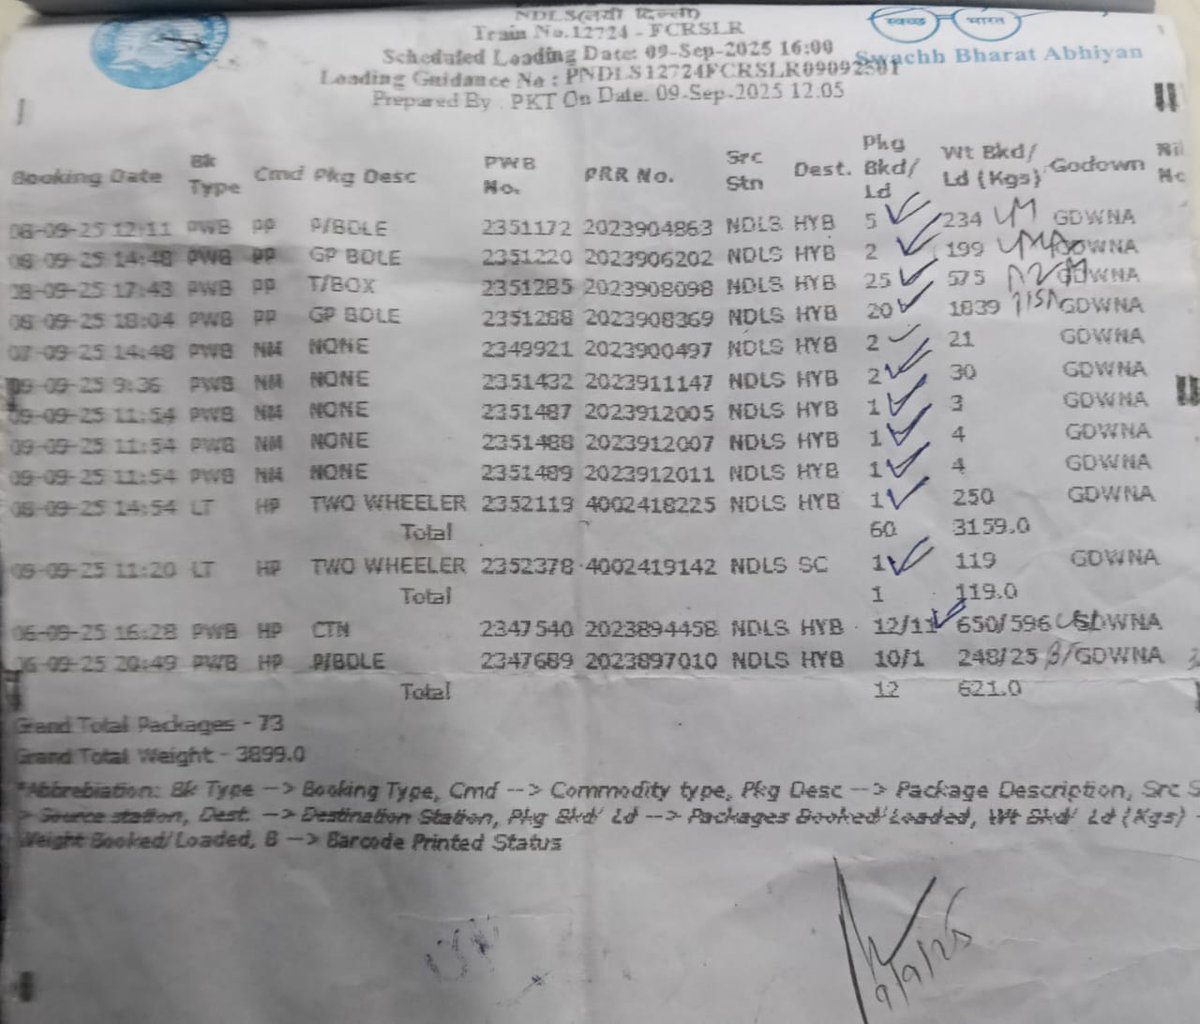 NDLS(नयी दिल्ली)
Train No.12724 - FCRSLR
Scheduled Loading Date: 09-Sep-2025 16:00
Loading Guidance No : PNDLS12724FCRSLR09092501
Prepared By : PKT On Date. 09-Sep-2025 12.05
स्वच्छ भारत
Swachh Bharat Abhiyan
Booking Date Bk Type Cmd Pkg Desc PWB No. PRR No. Src Stn Dest. Pkg Bkd/ Ld Wt Bkd/ Ld (Kgs) Godown
08-09-25 12:11 PWB PP P/BDLE 2351172 2023904863 NDLS HYB 5 234 GDWNA
08-09-25 14:48 PWB PP GP BDLE 2351220 2023906202 NDLS HYB 2 199 GDWNA
08-09-25 17:43 PWB PP T/BOX 2351285 2023908098 NDLS HYB 25 575 GDWNA
08-09-25 18:04 PWB PP GP BDLE 2351288 2023908369 NDLS HYB 20 1839 GDWNA
07-09-25 14:48 PWB NM NONE 2349921 2023900497 NDLS HYB 2 21 GDWNA
09-09-25 9:36 PWB NM NONE 2351432 2023911147 NDLS HYB 2 30 GDWNA
09-09-25 11:54 PWB NM NONE 2351487 2023912005 NDLS HYB 1 3 GDWNA
09-09-25 11:54 PWB NM NONE 2351488 2023912007 NDLS HYB 1 4 GDWNA
09-09-25 11:54 PWB NM NONE 2351489 2023912011 NDLS HYB 1 4 GDWNA
08-09-25 14:54 LT HP TWO WHEELER 2352119 4002418225 NDLS HYB 1 250 GDWNA
Total 60 3159.0
09-09-25 11:20 LT HP TWO WHEELER 2352378 4002419142 NDLS SC 1 119 GDWNA
Total 1 119.0
06-09-25 16:28 PWB HP CTN 2347540 2023894458 NDLS HYB 12/11 650/596 GDWNA
06-09-25 20:49 PWB HP P/BDLE 2347689 2023897010 NDLS HYB 10/1 248/25 GDWNA
Total 12 621.0
Grand Total Packages - 73
Grand Total Weight - 3899.0
*Abbrebiation: Bk Type --> Booking Type, Cmd --> Commodity type, Pkg Desc --> Package Description, Src S
> Source station, Dest. --> Destination Station, Pkg Bkd/ Ld --> Packages Booked/Loaded, Wt Bkd/ Ld (Kgs) -
Weight Booked/Loaded, B --> Barcode Printed Status
9/9/25